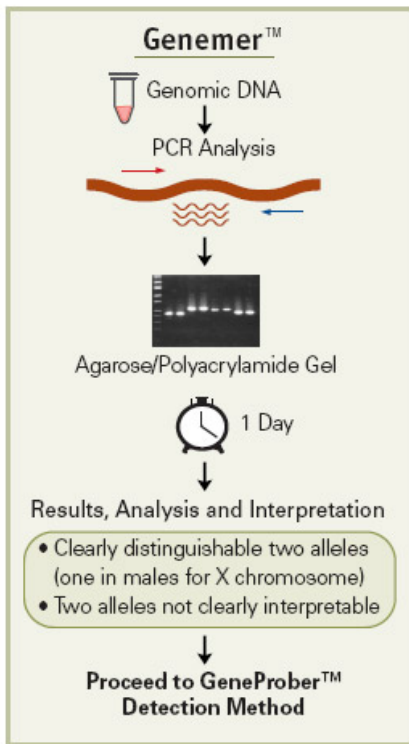 Genemer™
Genomic DNA
PCR Analysis
Agarose/Polyacrylamide Gel
1 Day
Results, Analysis and Interpretation
• Clearly distinguishable two alleles
(one in males for X chromosome)
• Two alleles not clearly interpretable
Proceed to GeneProber™
Detection Method